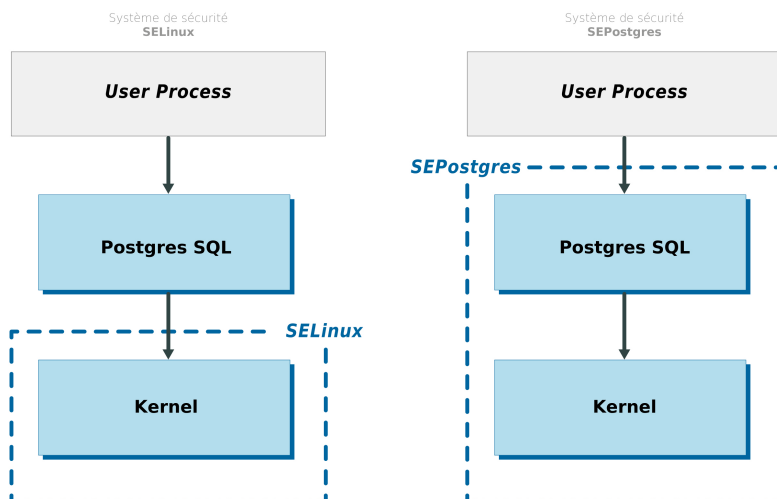 Système de sécurité
SELinux
User Process
Postgres SQL
SELinux
Kernel
Système de sécurité
SEPostgres
User Process
SEPostgres
Postgres SQL
Kernel